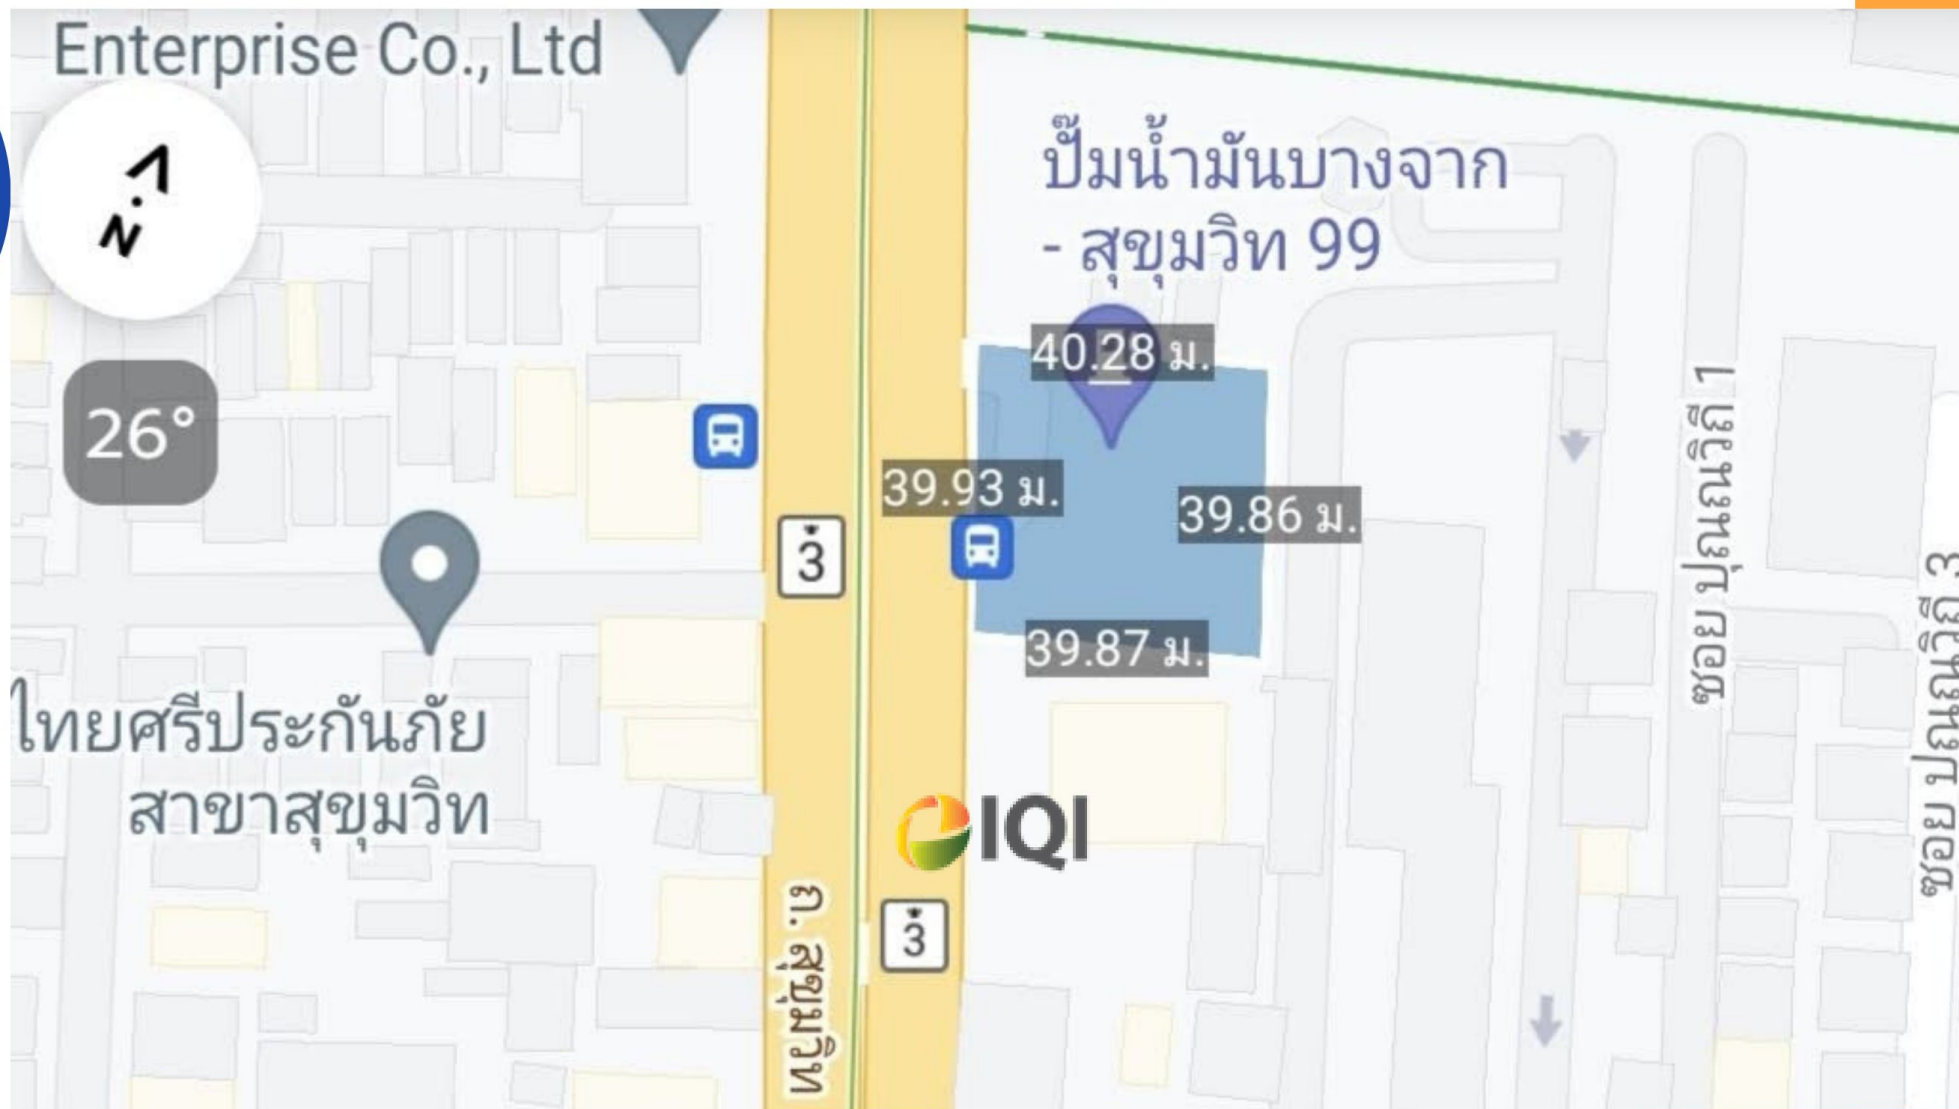 Enterprise Co., Ltd
N
26°
ปั๊มน้ำมันบางจาก
- สุขุมวิท 99
40.28 ม.
39.93 ม.
39.86 ม.
39.87 ม.
3
ไทยศรีประกันภัย
สาขาสุขุมวิท
IQI
3
ถ. สุขุมวิท
ซอย ปุณณวิถี 1
ซอย ปุณณวิถี 3